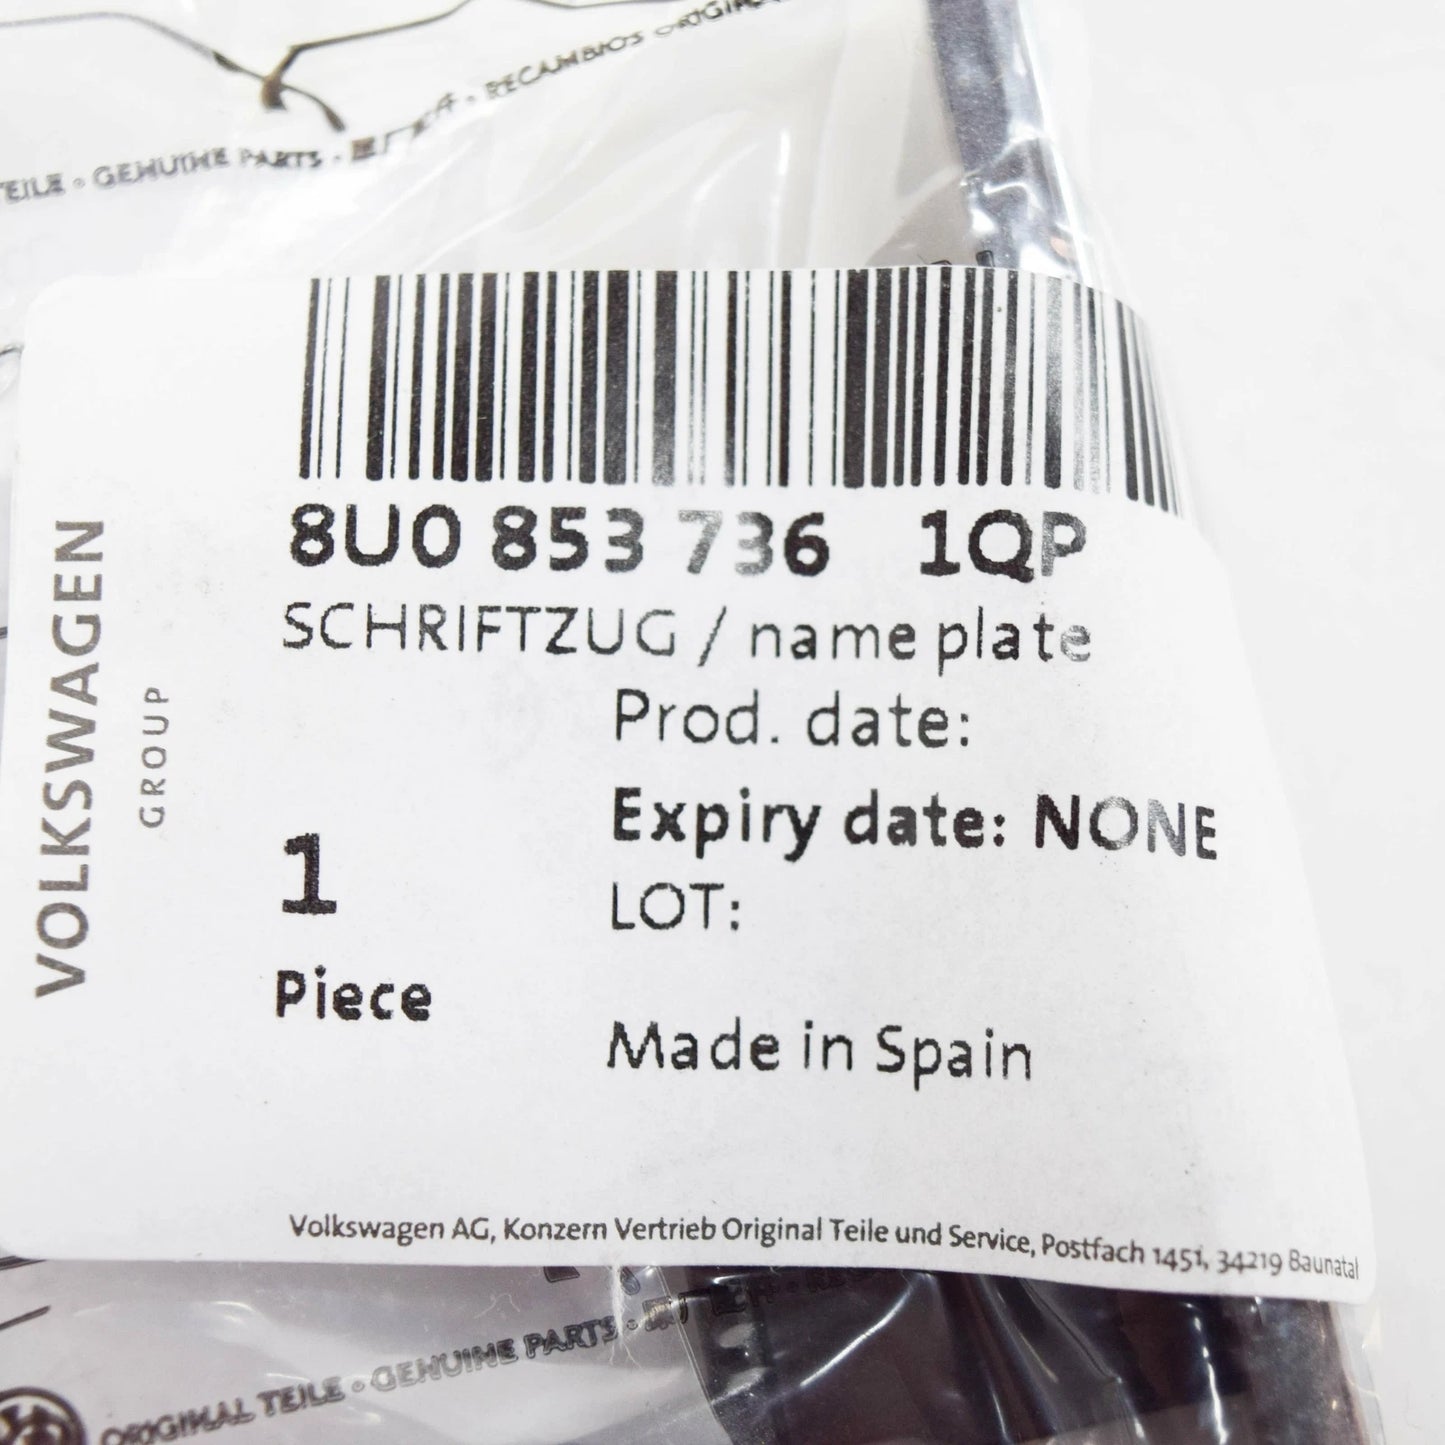 TEILE • GENUINE PARTS •
• RECAMBIOS ORIGIN
8U0 853 736 1QP
SCHRIFTZUG / name plate
Prod. date:
Expiry date: NONE
LOT:
1
Piece
Made in Spain
VOLKSWAGEN
GROUP
Volkswagen AG, Konzern Vertrieb Original Teile und Service, Postfach 1451, 34219 Baunatal
ORIGINAL TEILE • GENUINE PARTS •